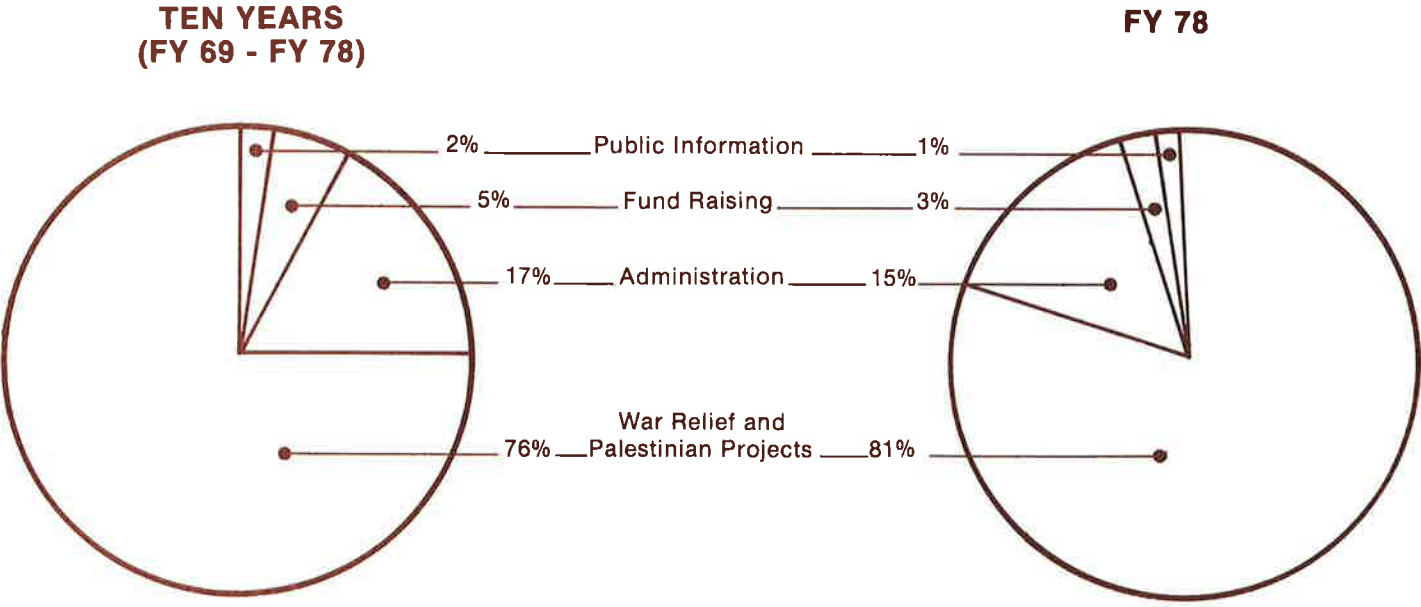 TEN YEARS
(FY 69 - FY 78)
FY 78
2% Public Information 1%
5% Fund Raising 3%
17% Administration 15%
War Relief and
76% Palestinian Projects 81%